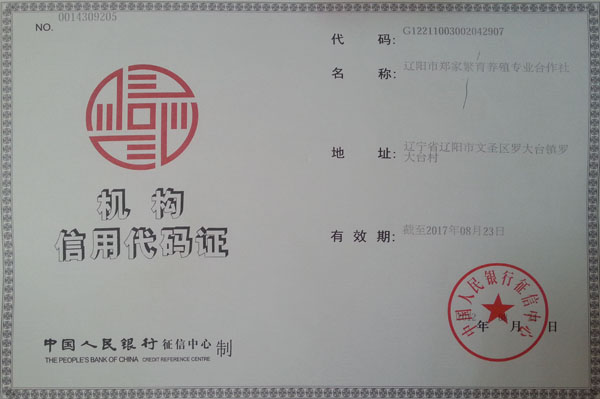 NO. 0014309205
机构
信用代码证
中国人民银行征信中心 制
THE PEOPLE'S BANK OF CHINA CREDIT REFERENCE CENTRE
代码: G12211003002042907
名称: 辽阳市郑家聚育养殖专业合作社
地址: 辽宁省辽阳市文圣区罗大台镇罗
大台村
有效期: 截至2017年08月23日
中国人民银行征信中心
年 月 日